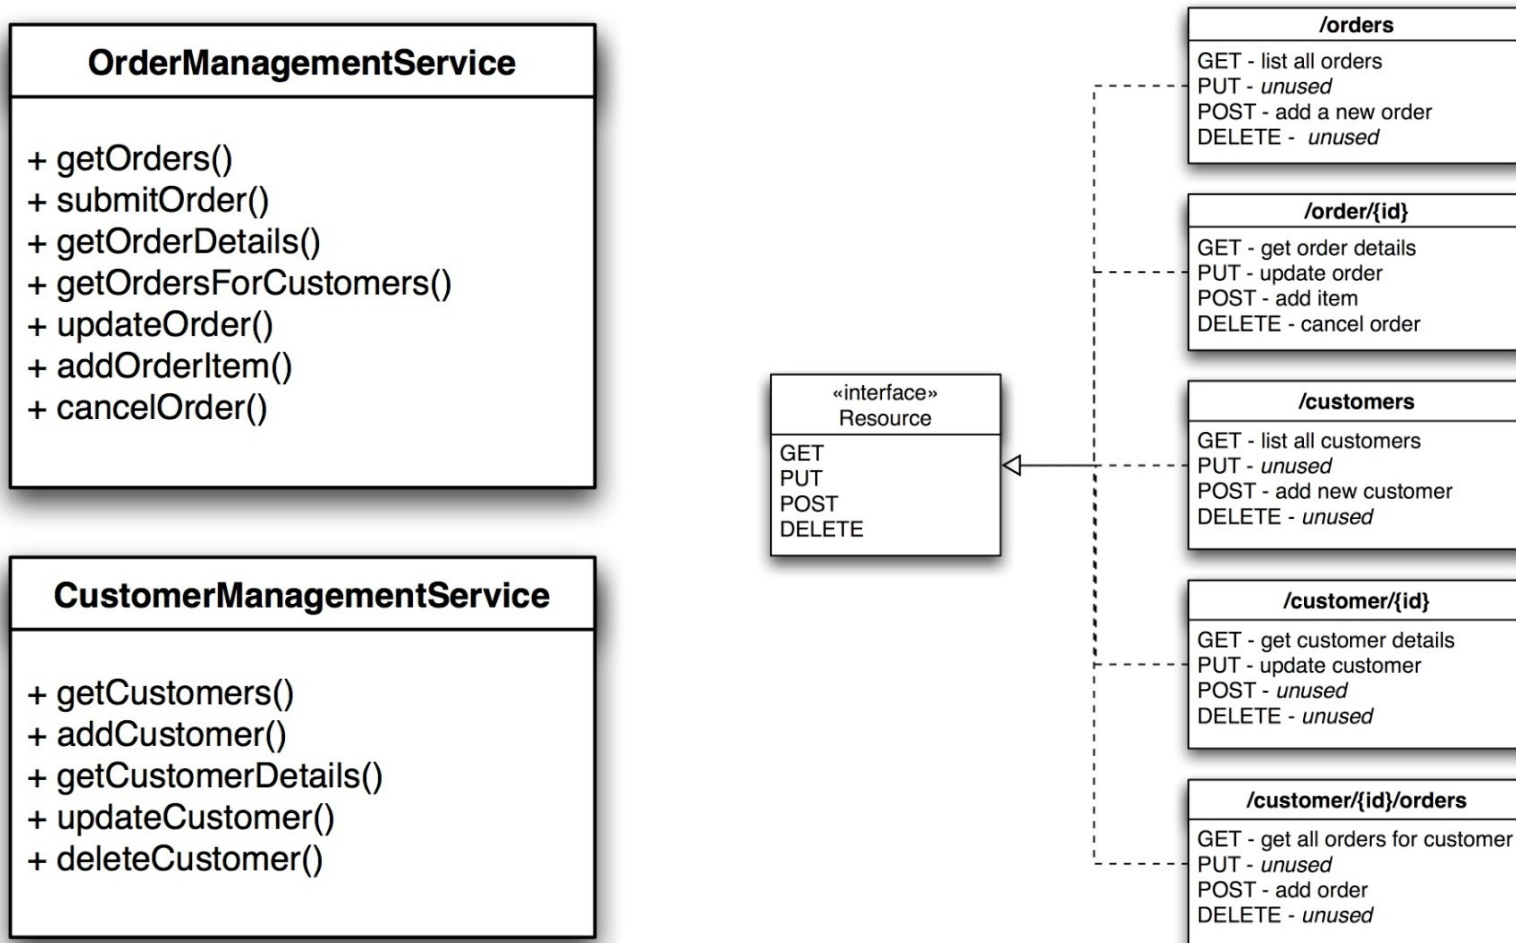 OrderManagementService
+ getOrders()
+ submitOrder()
+ getOrderDetails()
+ getOrdersForCustomers()
+ updateOrder()
+ addOrderItem()
+ cancelOrder()
CustomerManagementService
+ getCustomers()
+ addCustomer()
+ getCustomerDetails()
+ updateCustomer()
+ deleteCustomer()
«interface»
Resource
GET
PUT
POST
DELETE
/orders
GET - list all orders
PUT - unused
POST - add a new order
DELETE - unused
/order/{id}
GET - get order details
PUT - update order
POST - add item
DELETE - cancel order
/customers
GET - list all customers
PUT - unused
POST - add new customer
DELETE - unused
/customer/{id}
GET - get customer details
PUT - update customer
POST - unused
DELETE - unused
/customer/{id}/orders
GET - get all orders for customer
PUT - unused
POST - add order
DELETE - unused